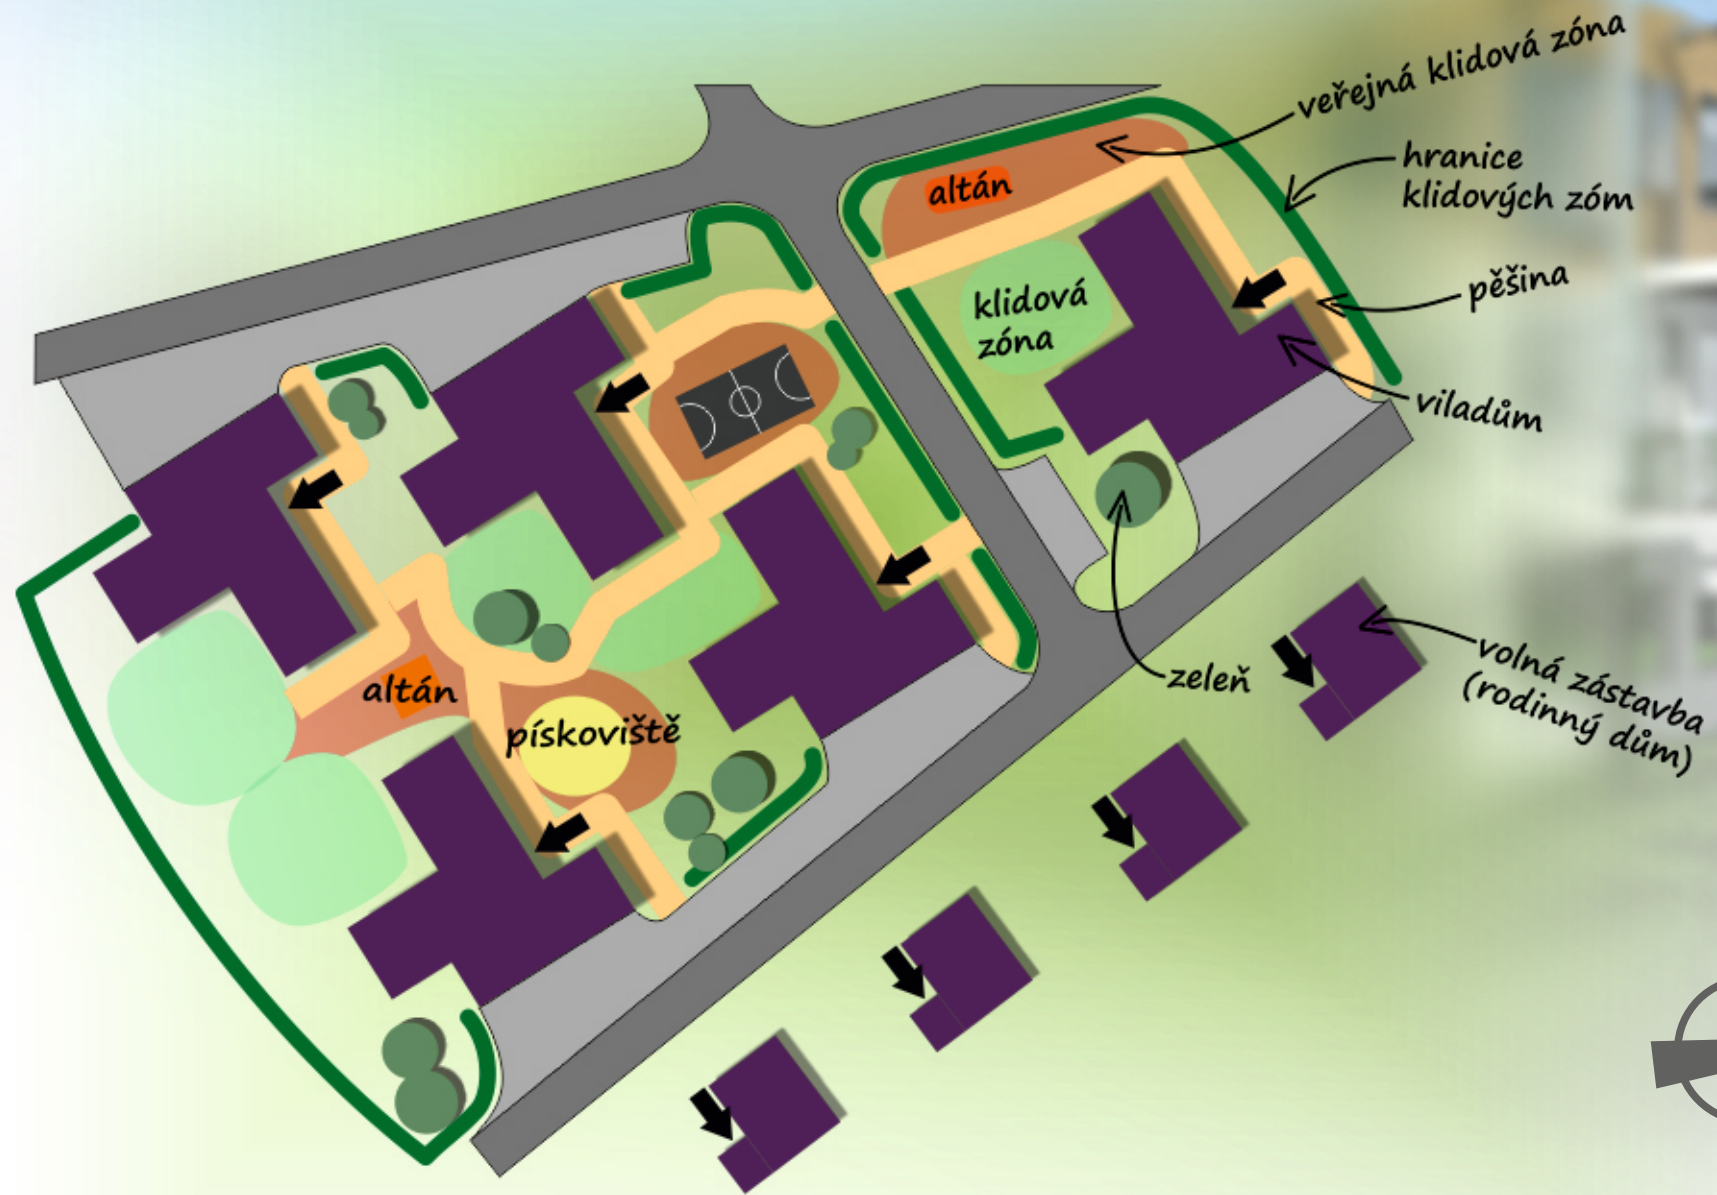 veřejná klidová zóna
altán
hranice
klidových zóm
klidová
zóna
pěšina
viladům
zeleň
volná zástavba
(rodinný dům)
altán
pískoviště